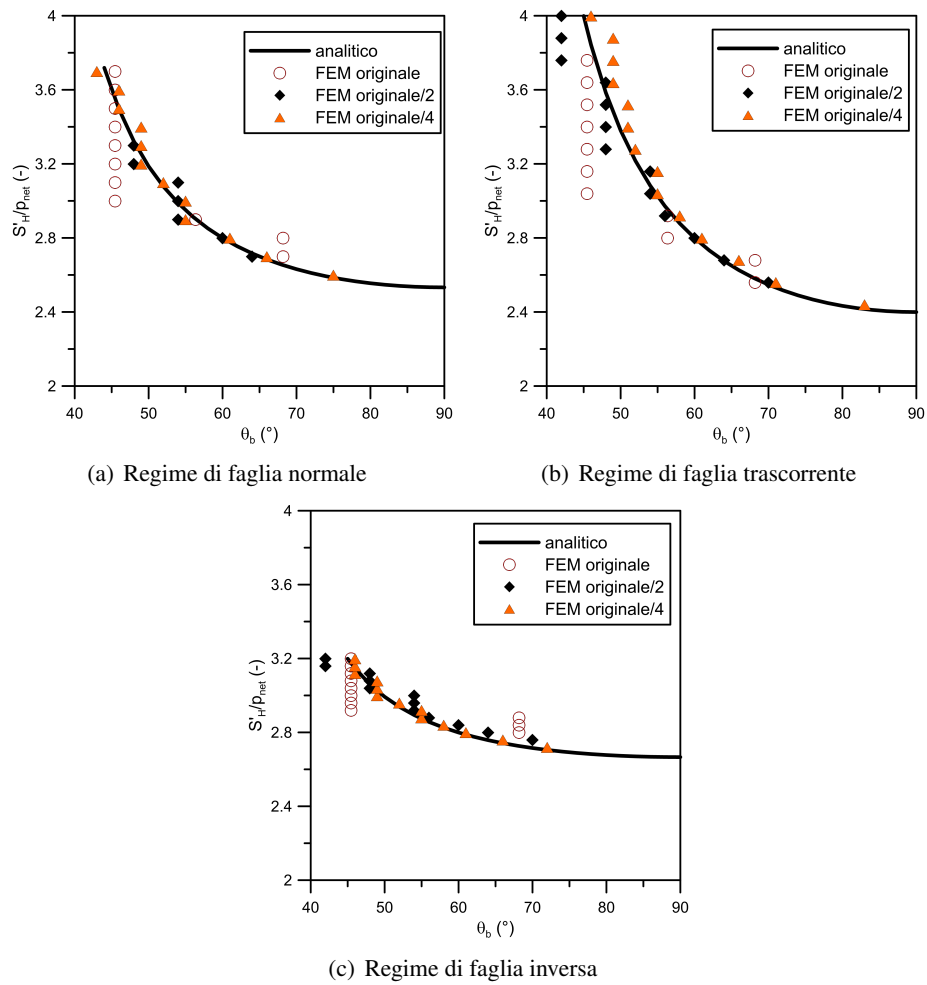 4
3.6
3.2
2.8
2.4
2
S'H/pnet (-)
40 50 60 70 80 90
θb (°)
analitico
FEM originale
FEM originale/2
FEM originale/4
(a) Regime di faglia normale
4
3.6
3.2
2.8
2.4
2
S'H/pnet (-)
40 50 60 70 80 90
θb (°)
analitico
FEM originale
FEM originale/2
FEM originale/4
(b) Regime di faglia trascorrente
4
3.6
3.2
2.8
2.4
2
S'H/pnet (-)
40 50 60 70 80 90
θb (°)
analitico
FEM originale
FEM originale/2
FEM originale/4
(c) Regime di faglia inversa